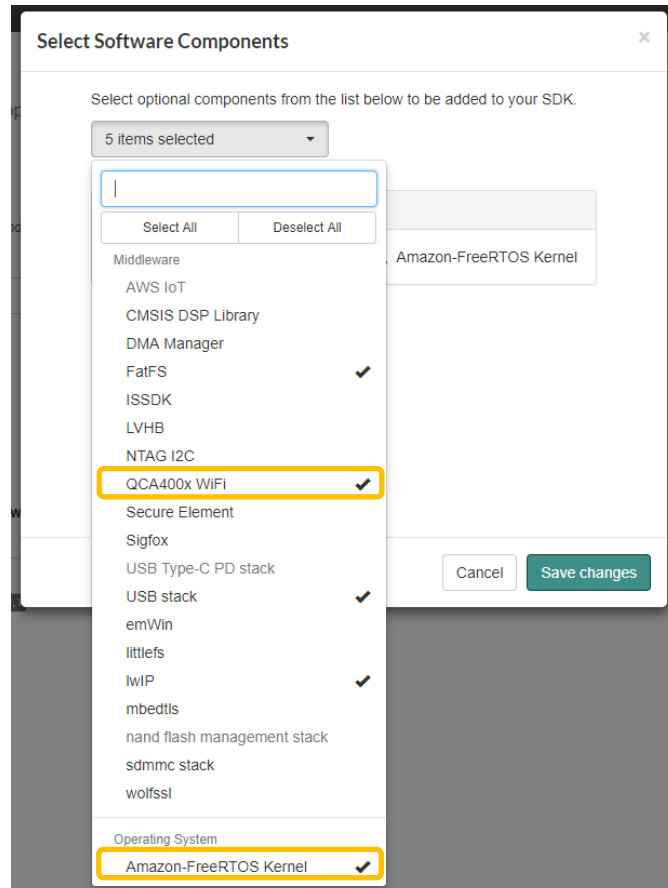 Select Software Components
×
Select optional components from the list below to be added to your SDK.
5 items selected
Select All
Deselect All
, Amazon-FreeRTOS Kernel
Middleware
AWS IoT
CMSIS DSP Library
DMA Manager
FatFS
ISSDK
LVHB
NTAG I2C
QCA400x WiFi
Secure Element
Sigfox
USB Type-C PD stack
USB stack
emWin
littlefs
lwIP
mbedtls
nand flash management stack
sdmmc stack
wolfssl
Operating System
Amazon-FreeRTOS Kernel
Cancel
Save changes